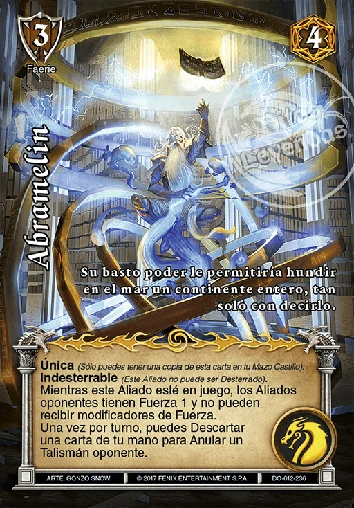 3
4
Faerie
Abramelin
Su basto poder le permitiría hundir
en el mar un continente entero, tan
solo con decirlo.
Única (Sólo puedes tener una copia de esta carta en tu Mazo Castillo).
Indesterrable (Este Aliado no puede ser Desterrado).
Mientras este Aliado esté en juego, los Aliados
oponentes tienen Fuerza 1 y no pueden
recibir modificadores de Fuerza.
Una vez por turno, puedes Descartar
una carta de tu mano para Anular un
Talismán oponente.
ARTE: GONZO SNOW
© 2017 FENIX ENTERTAINMENT S.P.A.
DC-012-236